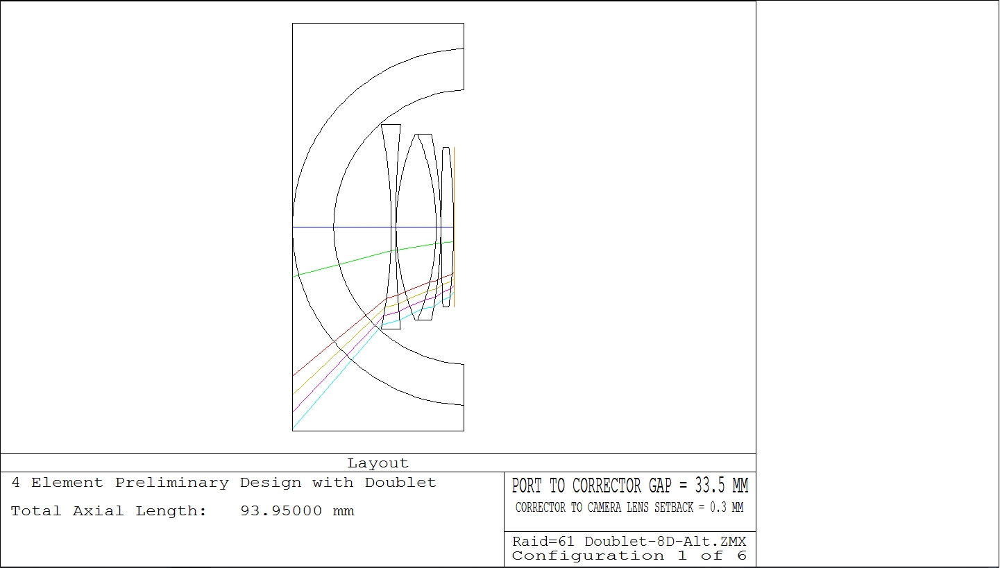 Layout
4 Element Preliminary Design with Doublet
Total Axial Length: 93.95000 mm
PORT TO CORRECTOR GAP = 33.5 MM
CORRECTOR TO CAMERA LENS SETBACK = 0.3 MM
Raid=61 Doublet-8D-Alt.ZMX
Configuration 1 of 6